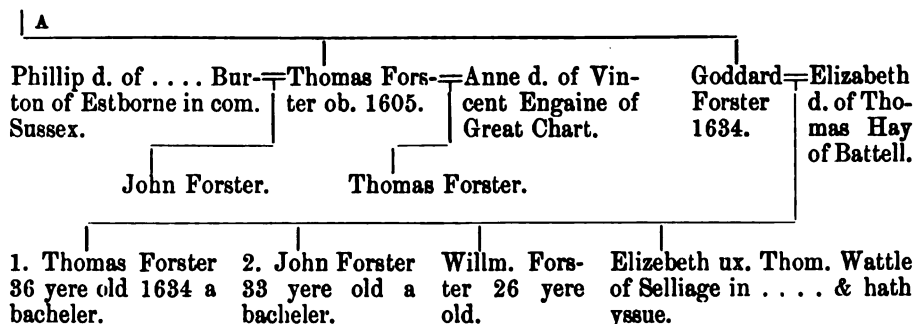 A
Phillip d. of . . . . Bur-
ton of Estborne in com.
Sussex.
Thomas Fors-
ter ob. 1605.
Anne d. of Vin-
cent Engaine of
Great Chart.
Goddard
Forster
1634.
Elizabeth
d. of Tho-
mas Hay
of Battell.
John Forster.
Thomas Forster.
1. Thomas Forster
36 yere old 1634 a
bacheler.
2. John Forster
33 yere old a
bacheler.
Willm. Fors-
ter 26 yere
old.
Elizebeth ux. Thom. Wattle
of Selliage in . . . . & hath
yssue.